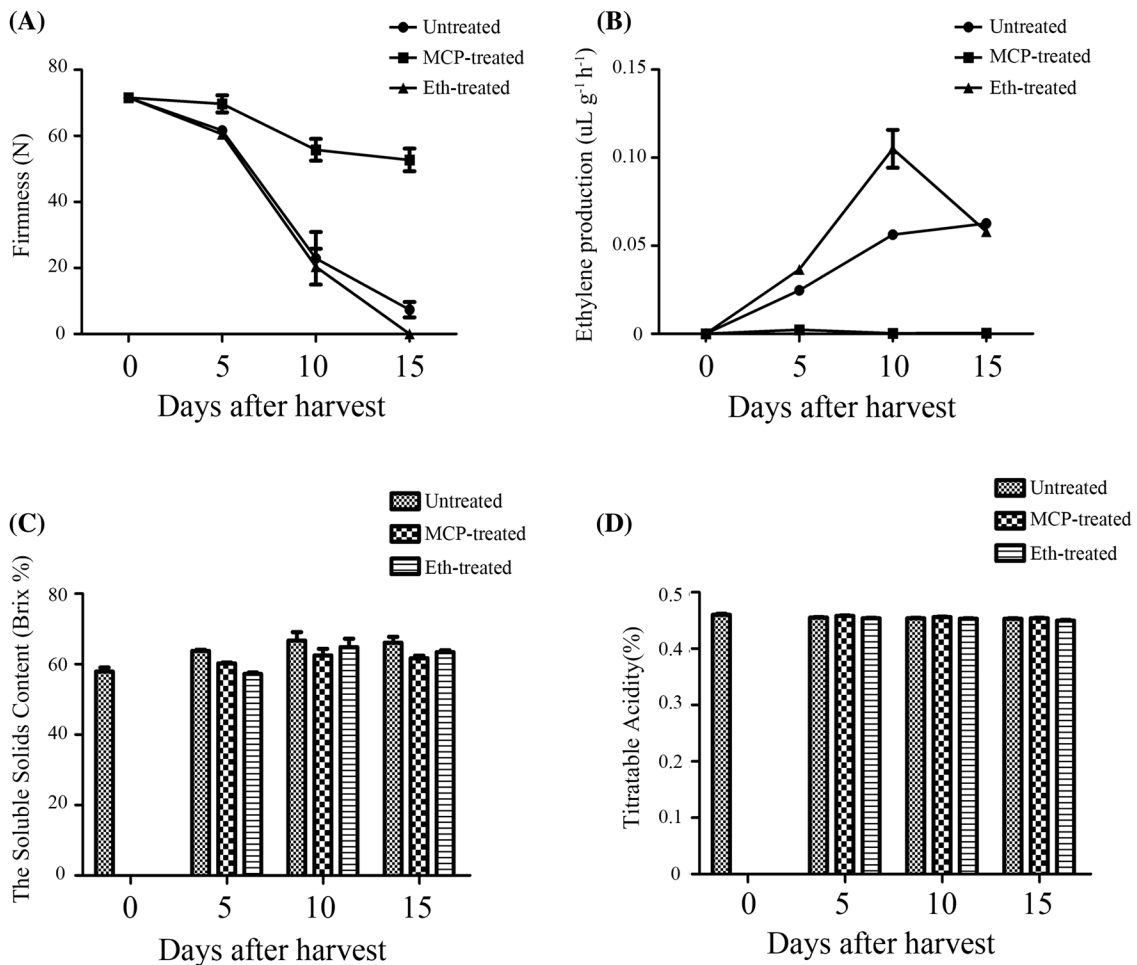 (A)
Untreated
MCP-treated
Eth-treated
Firmness (N)
80
60
40
20
0
0 5 10 15
Days after harvest
(B)
Untreated
MCP-treated
Eth-treated
Ethylene production (uL g⁻¹ h⁻¹)
0.15
0.10
0.05
0
0 5 10 15
Days after harvest
(C)
Untreated
MCP-treated
Eth-treated
The Soluble Solids Content (Brix %)
80
60
40
20
0
0 5 10 15
Days after harvest
(D)
Untreated
MCP-treated
Eth-treated
Titratable Acidity(%)
0.5
0.4
0.3
0.2
0.1
0
0 5 10 15
Days after harvest